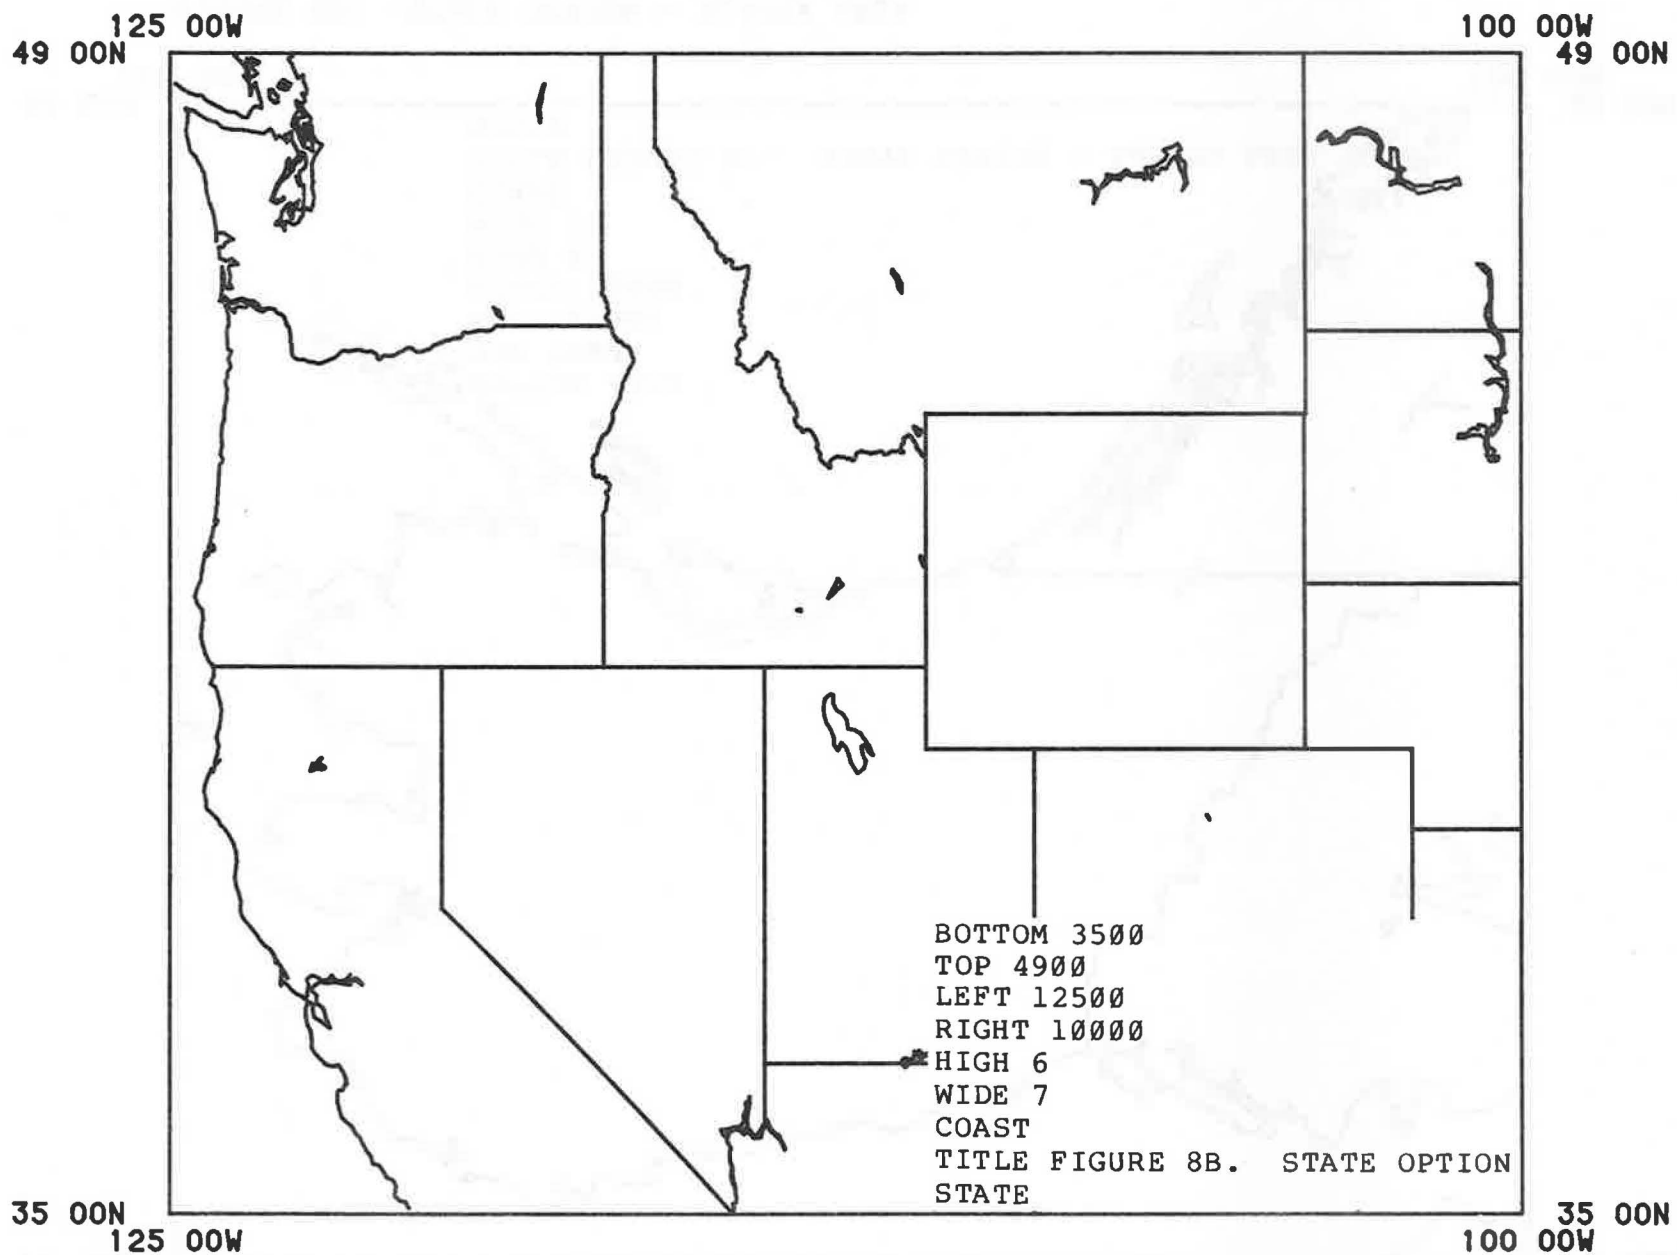 125 00W 100 00W
49 00N 49 00N
BOTTOM 3500
TOP 4900
LEFT 12500
RIGHT 10000
HIGH 6
WIDE 7
COAST
TITLE FIGURE 8B. STATE OPTION
STATE
35 00N 35 00N
125 00W 100 00W